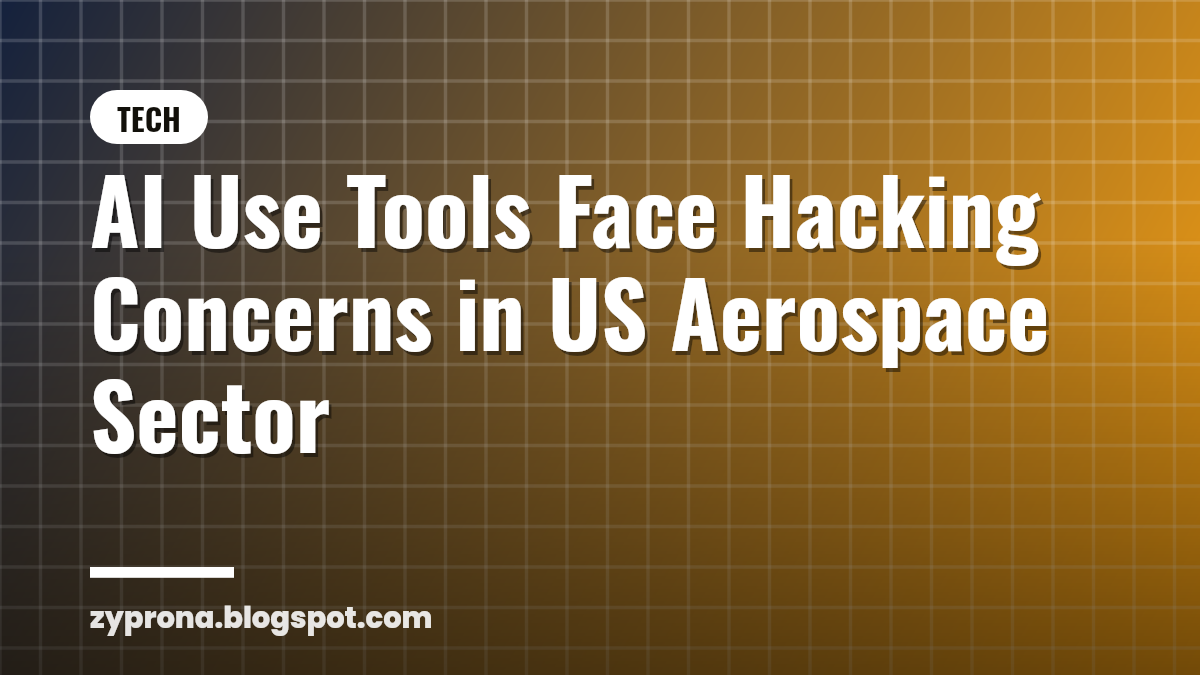 TECH
AI Use Tools Face Hacking
Concerns in US Aerospace
Sector
zyprona.blogspot.com